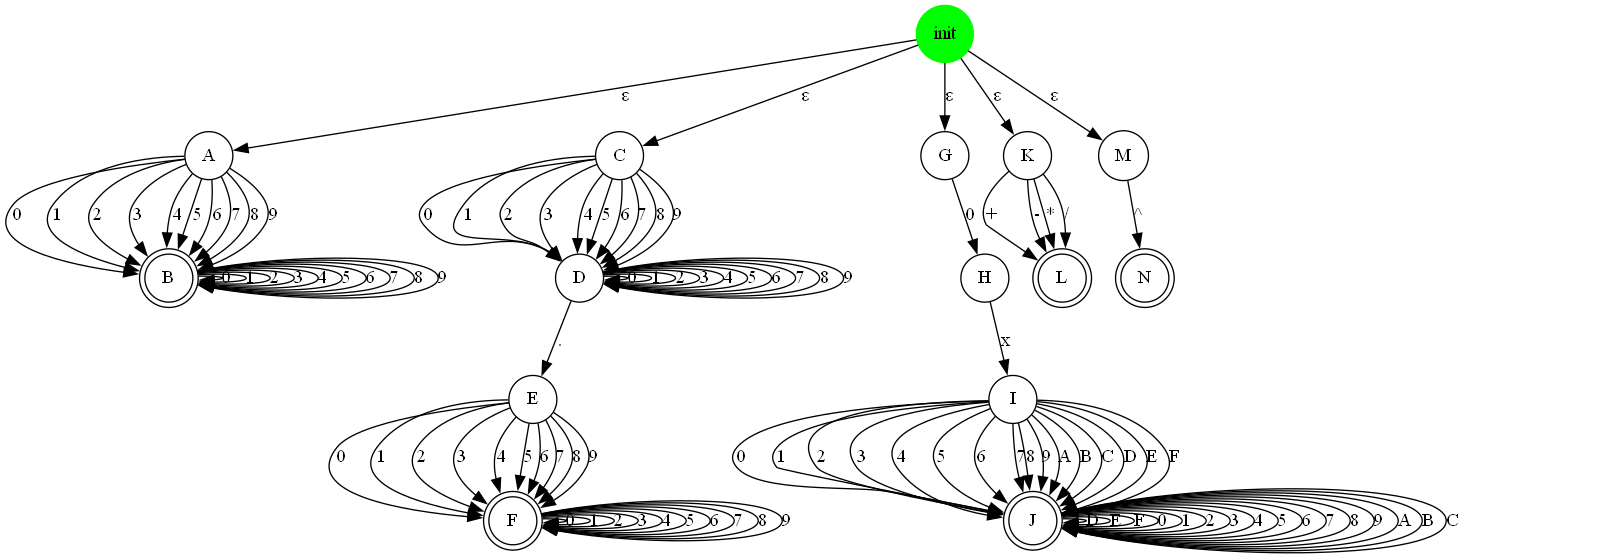 init
ε ε ε ε ε
A C G K M
0 1 2 3 4 5 6 7 8 9 0 1 2 3 4 5 6 7 8 9 0 + - * / ^
B 0 1 2 3 4 5 6 7 8 9 D 0 1 2 3 4 5 6 7 8 9 H L N
. x
E I
0 1 2 3 4 5 6 7 8 9 0 1 2 3 4 5 6 7 8 9 A B C D E F
F 0 1 2 3 4 5 6 7 8 9 J D E F 0 1 2 3 4 5 6 7 8 9 A B C